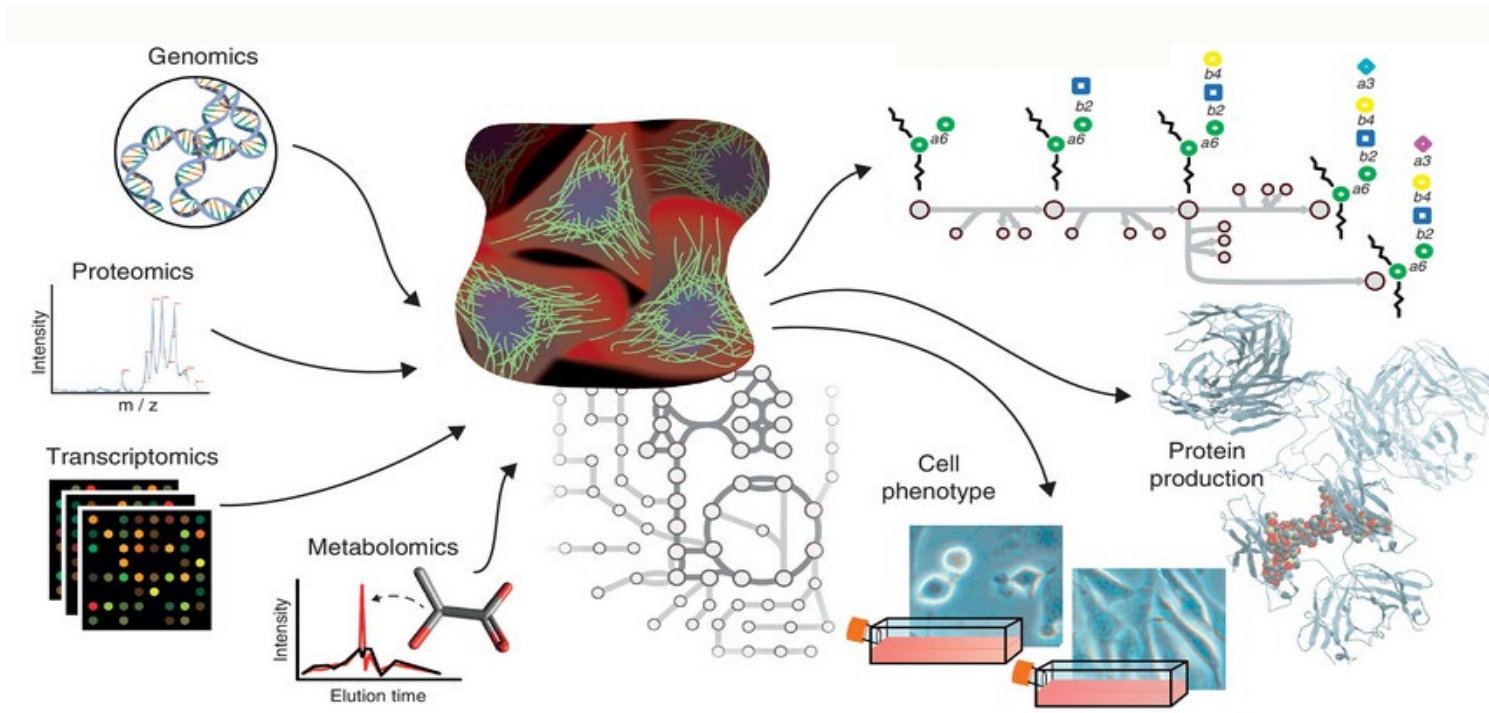 Genomics
Proteomics
Intensity
m / z
Transcriptomics
Metabolomics
Intensity
Elution time
a6
b2
a6
b4
b2
a6
a3
b4
b2
a6
a3
b4
b2
a6
Cell
phenotype
Protein
production